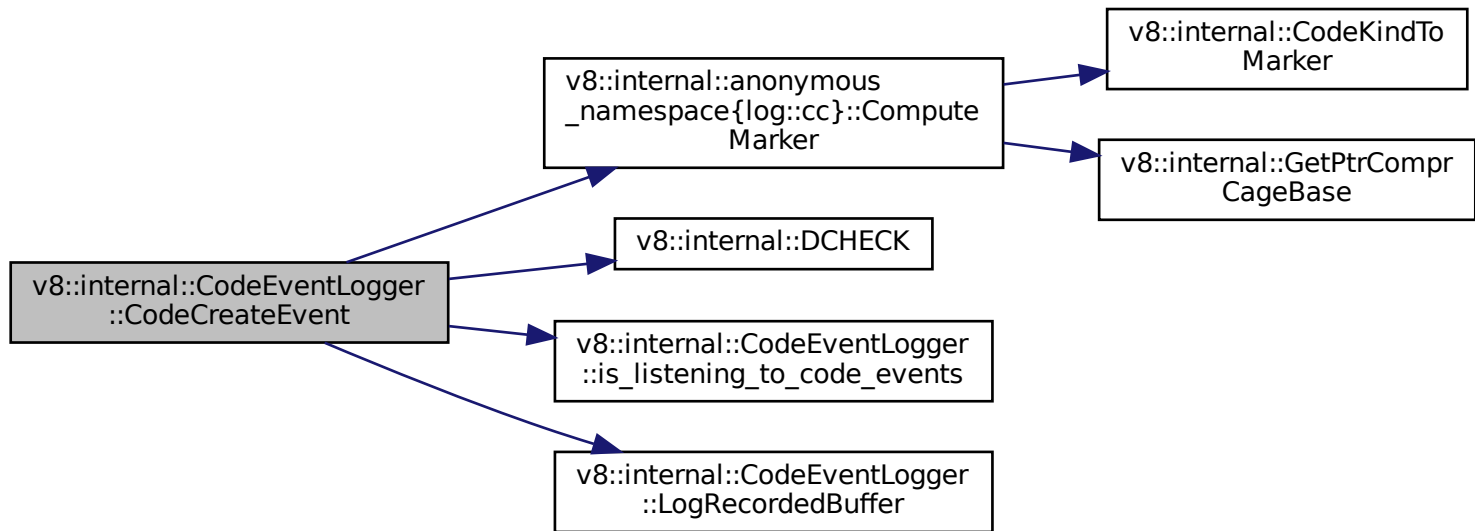 v8::internal::CodeEventLogger
::CodeCreateEvent
v8::internal::anonymous
_namespace{log::cc}::Compute
Marker
v8::internal::CodeKindTo
Marker
v8::internal::GetPtrCompr
CageBase
v8::internal::DCHECK
v8::internal::CodeEventLogger
::is_listening_to_code_events
v8::internal::CodeEventLogger
::LogRecordedBuffer